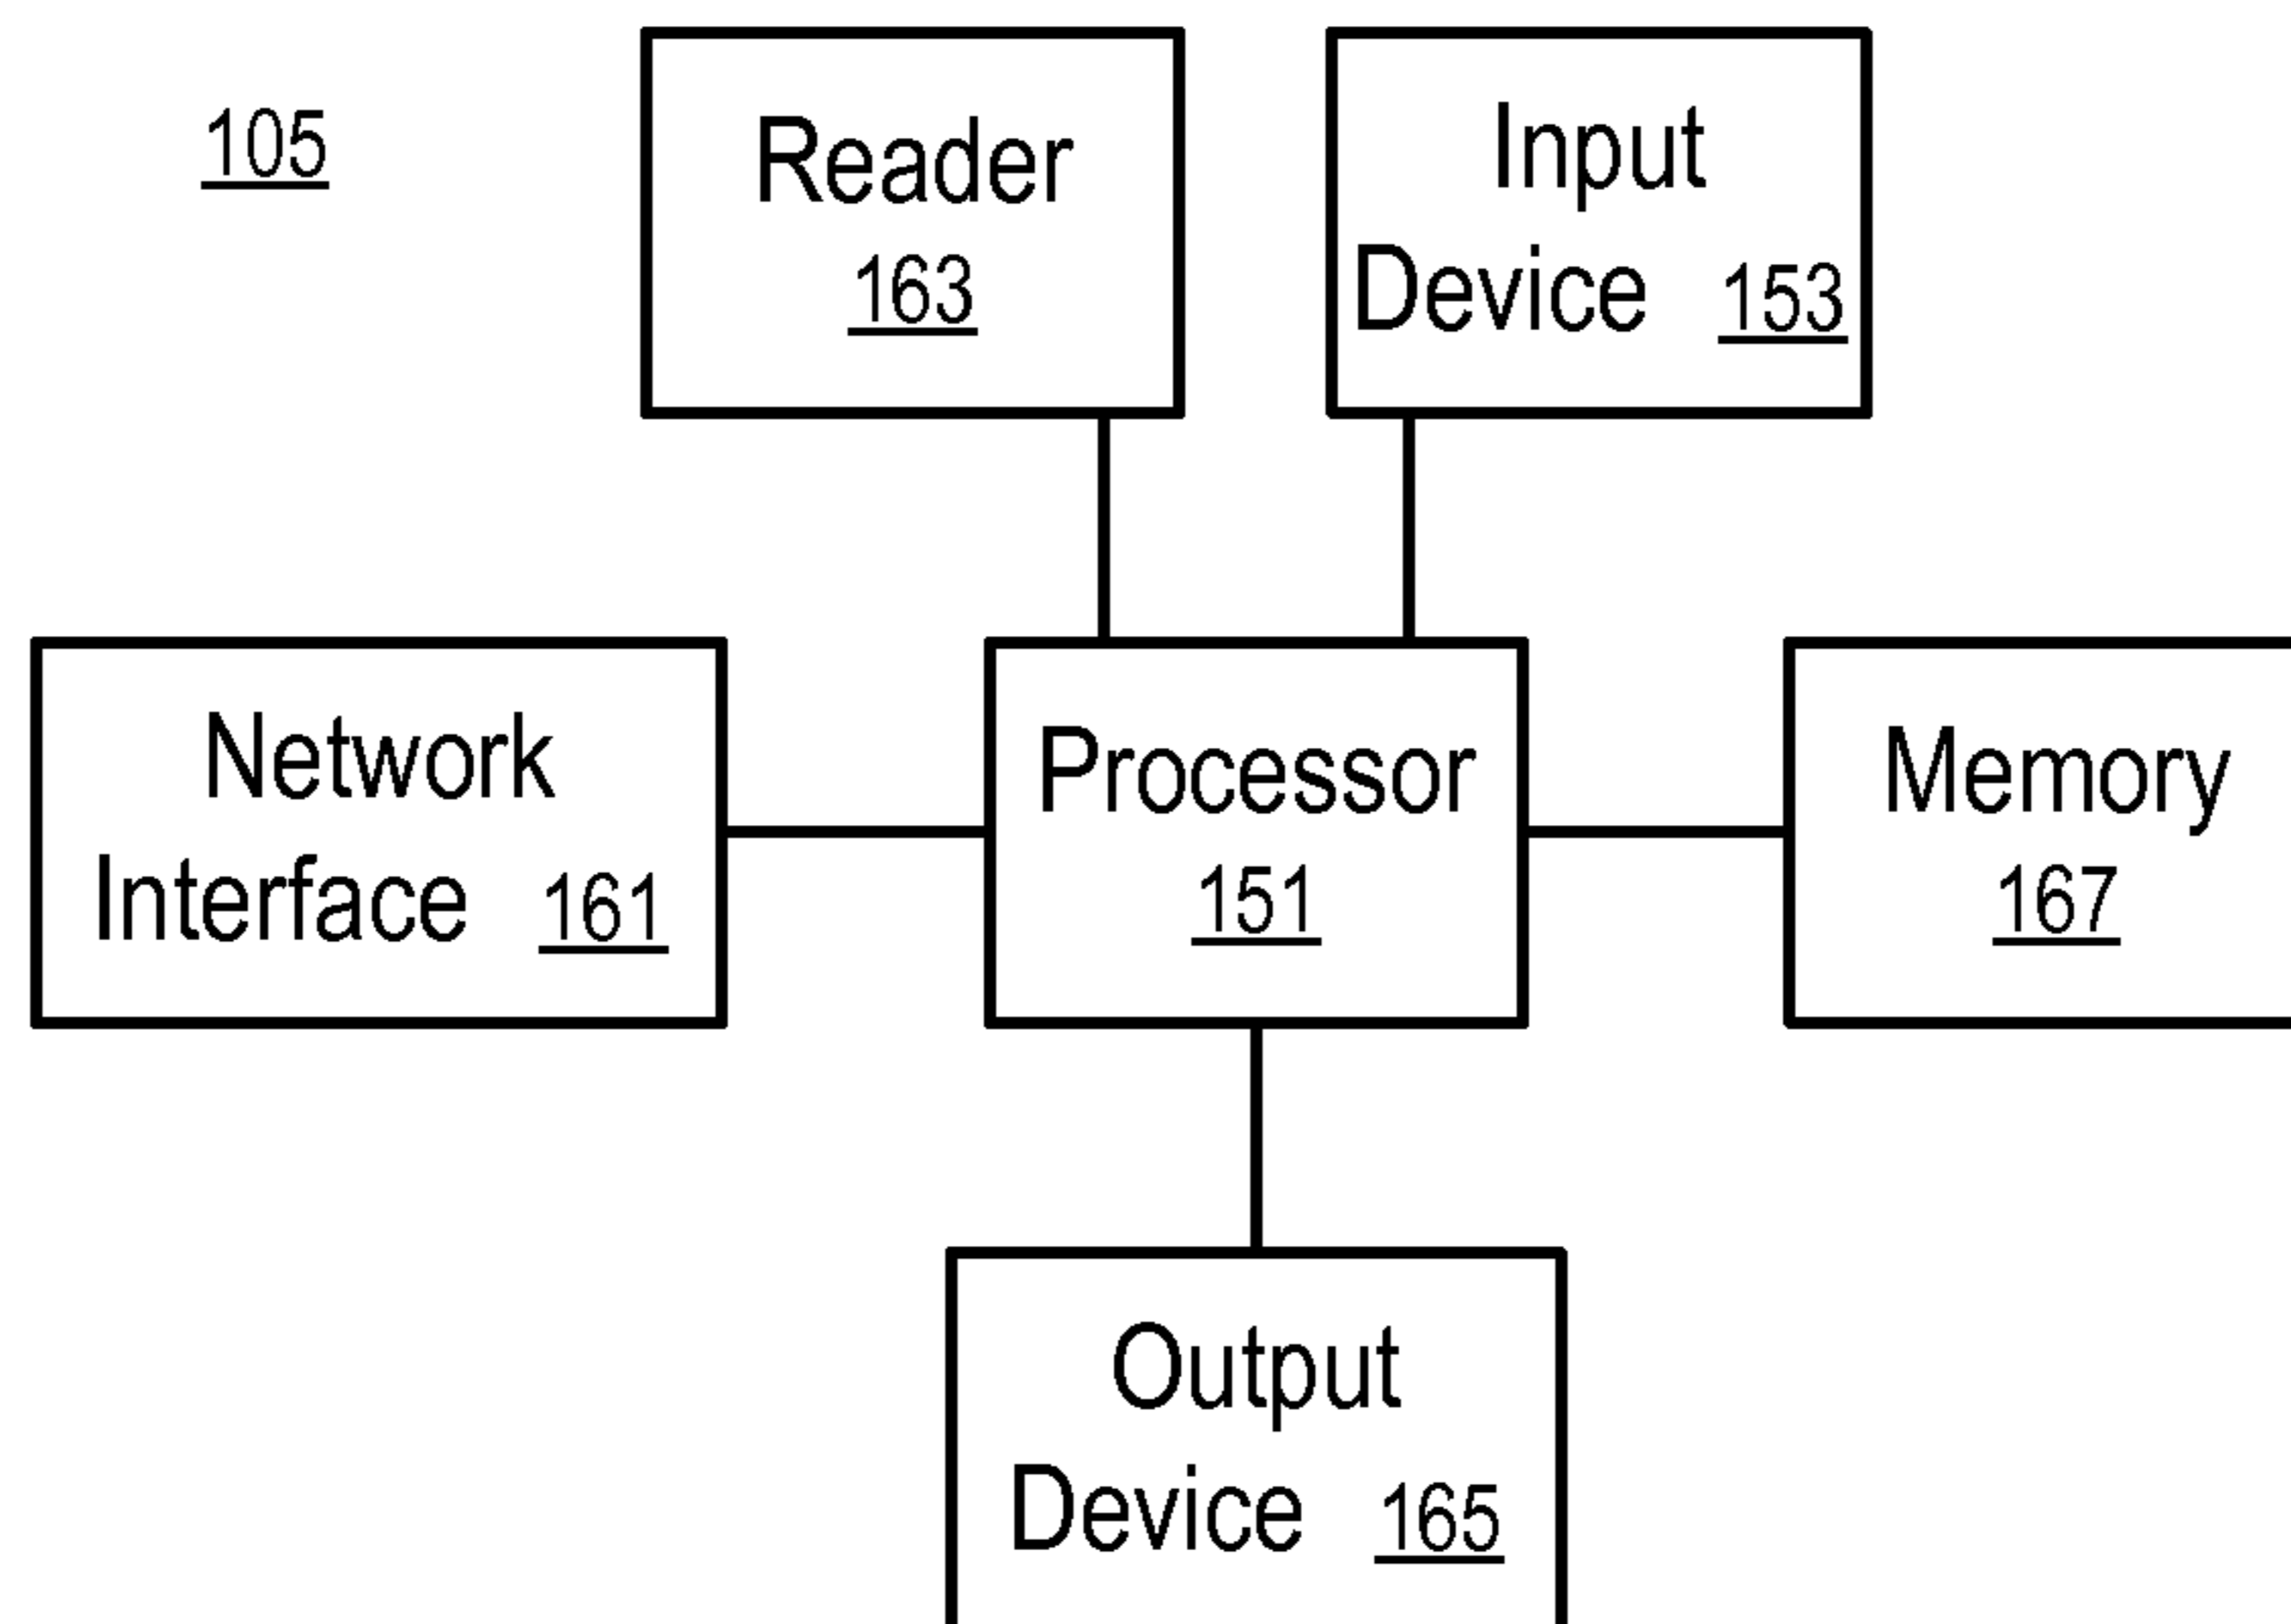 105
Reader
163
Input
Device 153
Network
Interface 161
Processor
151
Memory
167
Output
Device 165